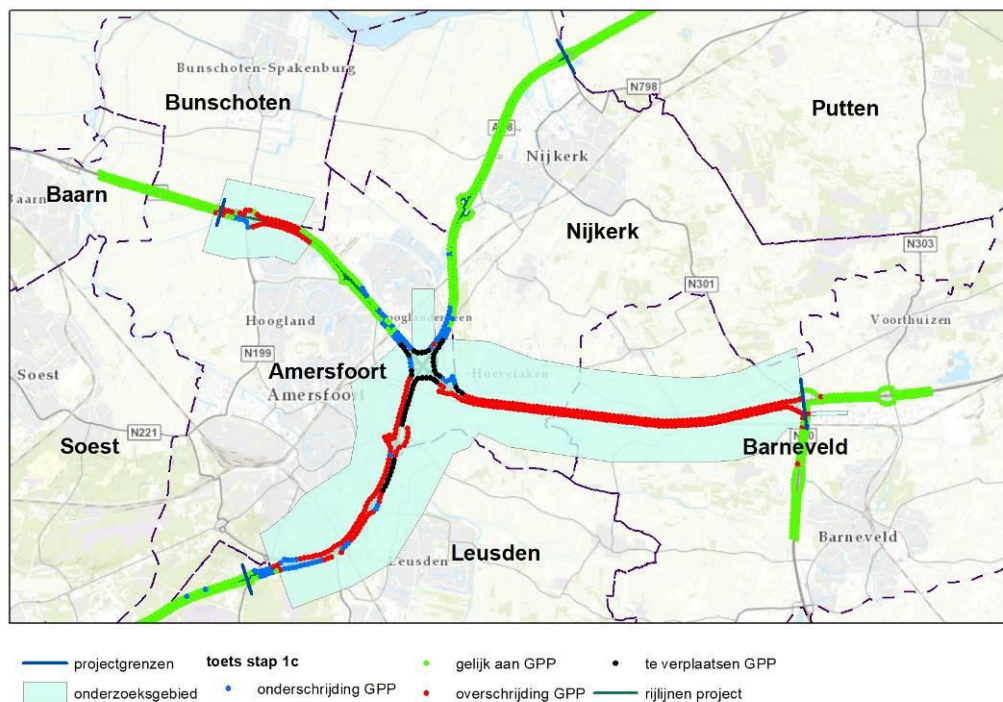 Bunschoten-Spakenburg
Bunschoten
N798
Putten
Nijkerk
Baarn
Baarn
Nijkerk
N303
N301
Voorthuizen
Hoogland
N199
Soest
Amersfoort
Hoevelaken
Amersfoort
N221
Soest
Barneveld
Leusden
Leusden
Barneveld
projectgrenzen
toets stap 1c
gelijk aan GPP
te verplaatsen GPP
onderzoeksgebied
onderschrijding GPP
overschrijding GPP
rijlijnen project